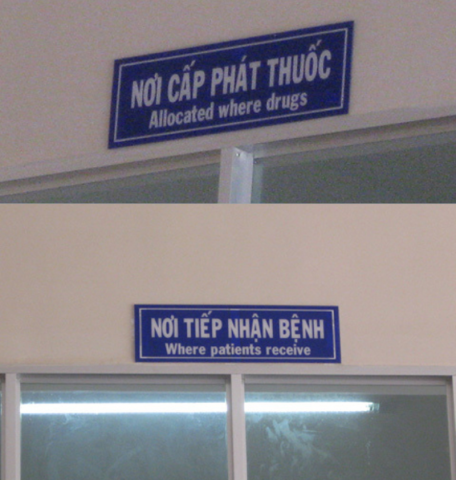 NƠI CẤP PHÁT THUỐC
Allocated where drugs
NƠI TIẾP NHẬN BỆNH
Where patients receive